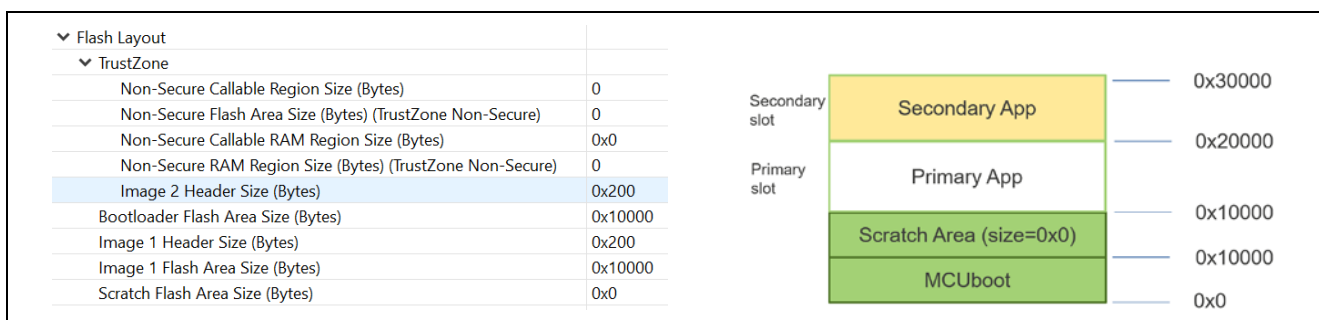 Flash Layout
TrustZone
Non-Secure Callable Region Size (Bytes) 0
Non-Secure Flash Area Size (Bytes) (TrustZone Non-Secure) 0
Non-Secure Callable RAM Region Size (Bytes) 0x0
Non-Secure RAM Region Size (Bytes) (TrustZone Non-Secure) 0
Image 2 Header Size (Bytes) 0x200
Bootloader Flash Area Size (Bytes) 0x10000
Image 1 Header Size (Bytes) 0x200
Image 1 Flash Area Size (Bytes) 0x10000
Scratch Flash Area Size (Bytes) 0x0
0x30000
Secondary
slot
Secondary App
0x20000
Primary
slot
Primary App
0x10000
Scratch Area (size=0x0)
0x10000
MCUboot
0x0